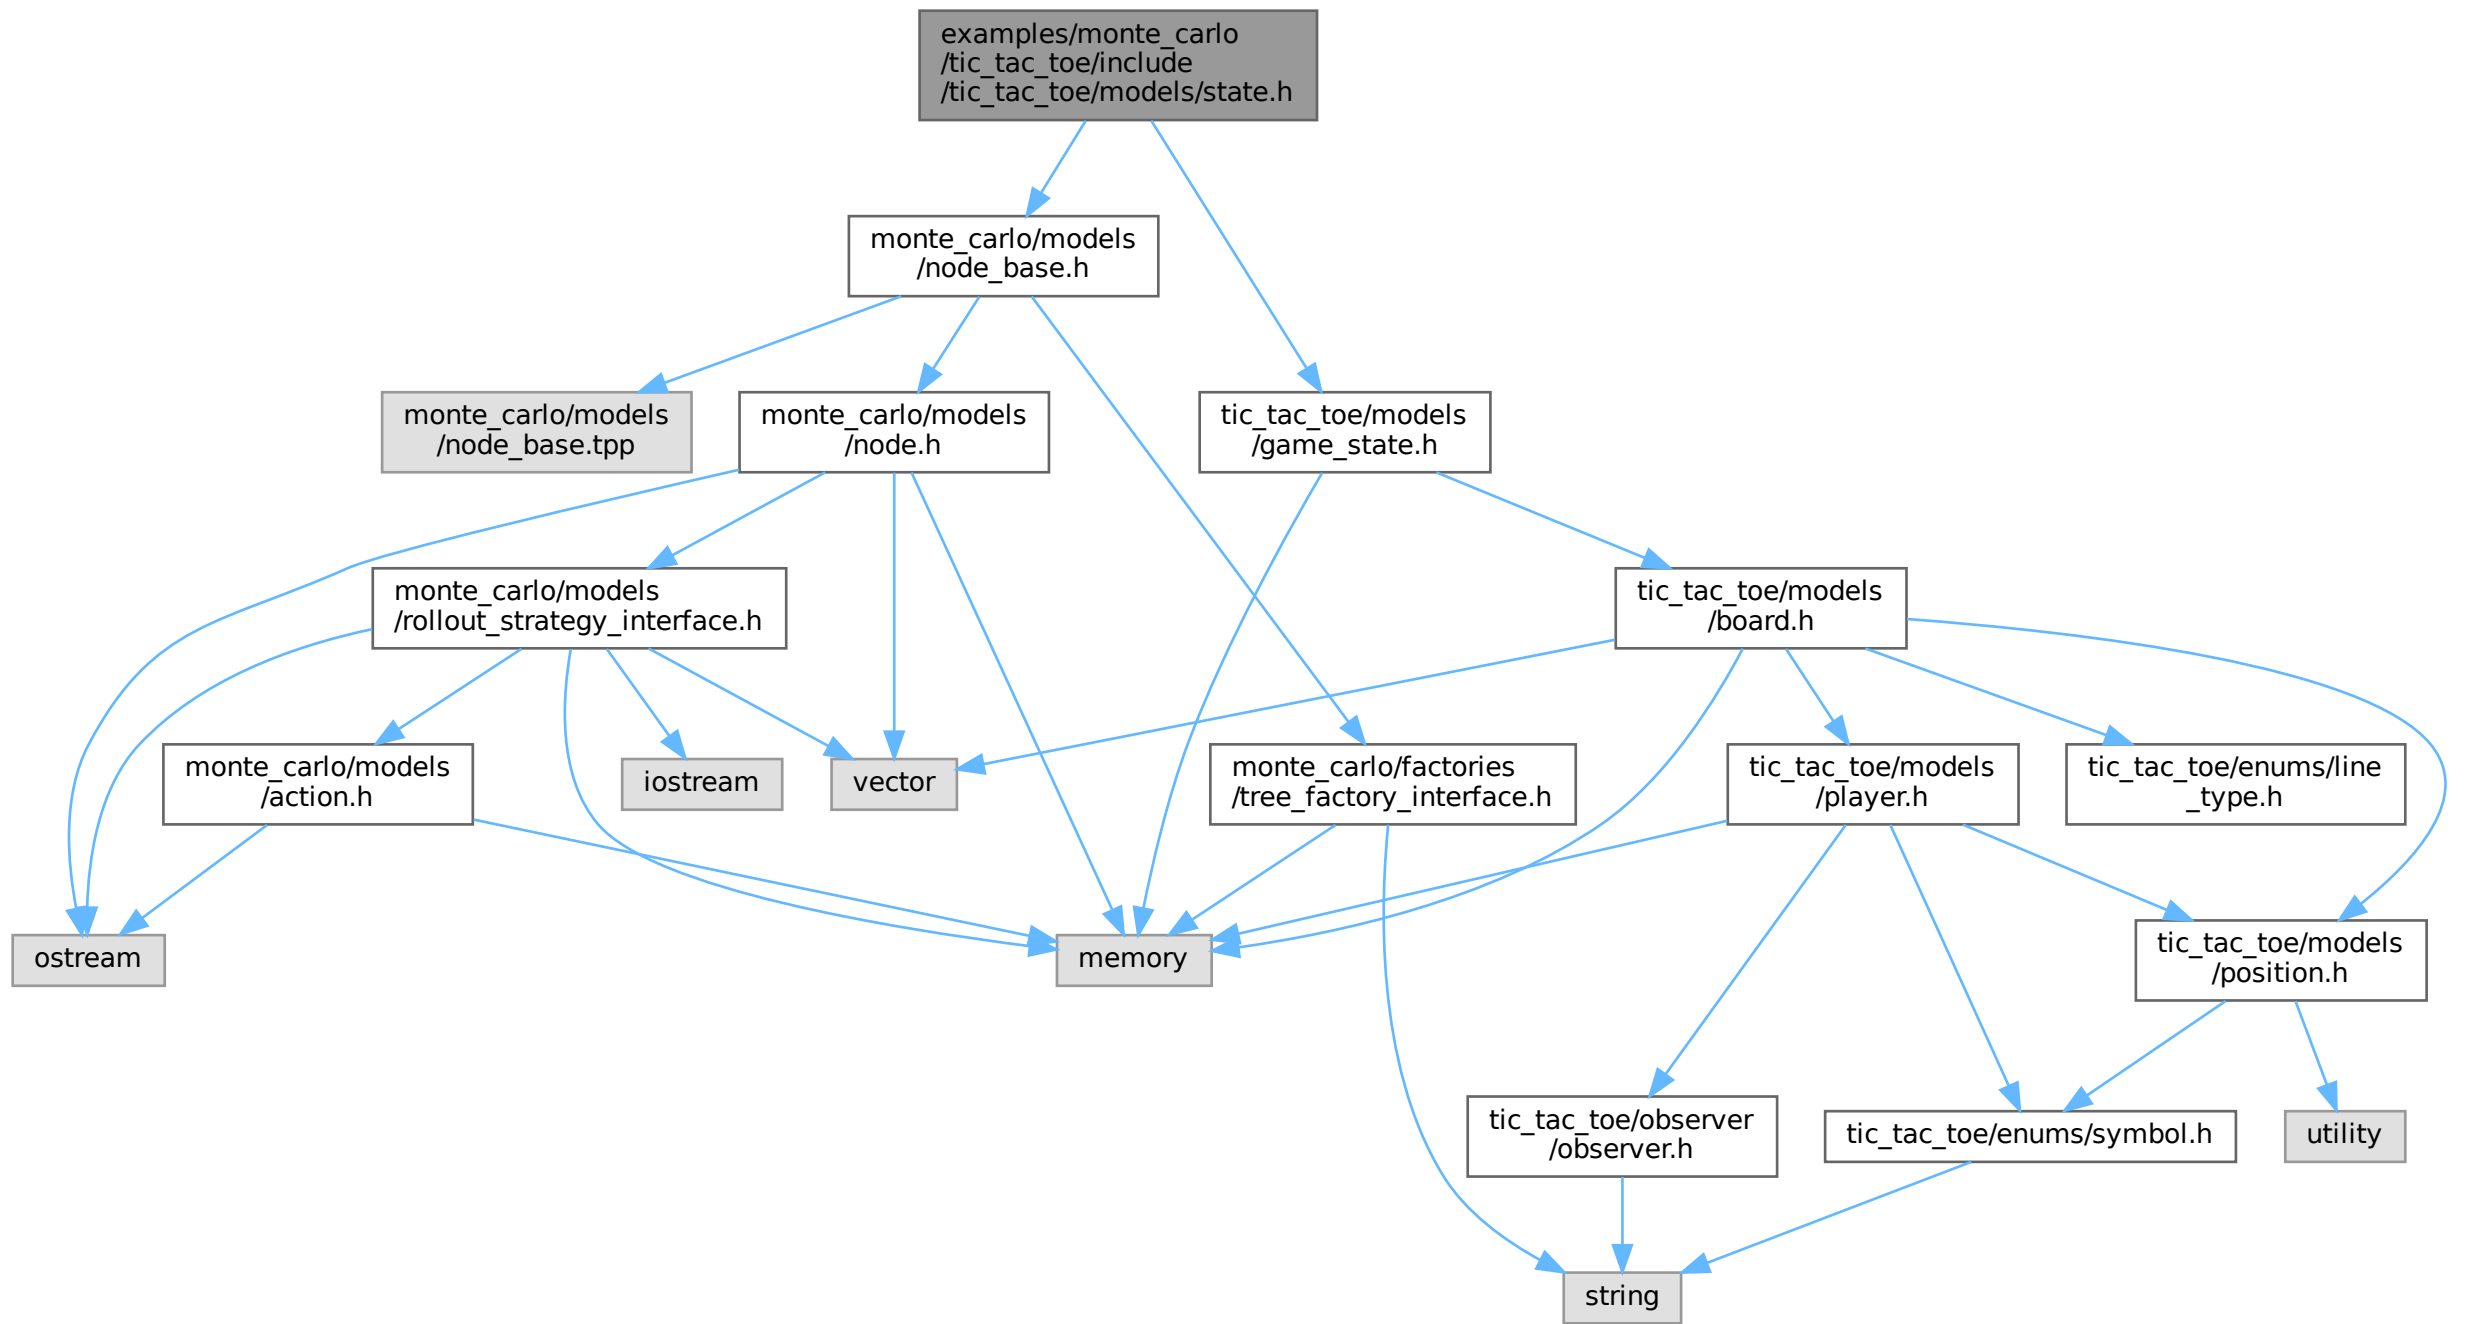 examples/monte_carlo
/tic_tac_toe/include
/tic_tac_toe/models/state.h
monte_carlo/models
/node_base.h
monte_carlo/models
/node_base.tpp
monte_carlo/models
/node.h
tic_tac_toe/models
/game_state.h
monte_carlo/models
/rollout_strategy_interface.h
tic_tac_toe/models
/board.h
monte_carlo/models
/action.h
iostream
vector
monte_carlo/factories
/tree_factory_interface.h
tic_tac_toe/models
/player.h
tic_tac_toe/enums/line
_type.h
ostream
memory
tic_tac_toe/models
/position.h
tic_tac_toe/observer
/observer.h
tic_tac_toe/enums/symbol.h
utility
string